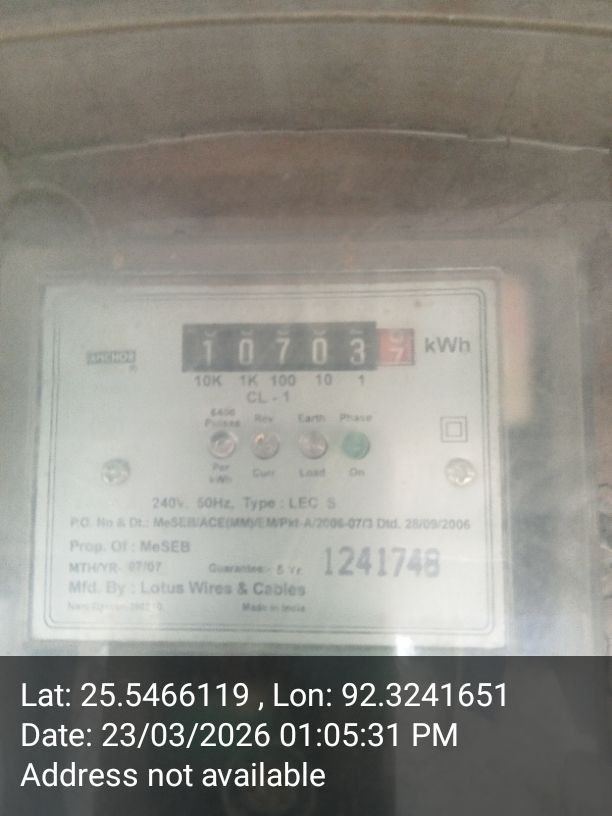 ANCHOR
1 0 7 0 3 7 kWh
10K 1K 100 10 1
CL - 1
6400 Pulses Rev Earth Phase
Per kWh Curr Load On
240V, 50Hz, Type : LEC S
P.O. No & Dt.: MeSEB/ACE(MM)/EM/Pkt-A/2006-07/3 Dtd. 28/09/2006
Prop. Of : MeSEB
MTH/YR- 07/07 Guarantee:- 5 Yr. 1241748
Mfd. By : Lotus Wires & Cables
Made in India
Lat: 25.5466119 , Lon: 92.3241651
Date: 23/03/2026 01:05:31 PM
Address not available